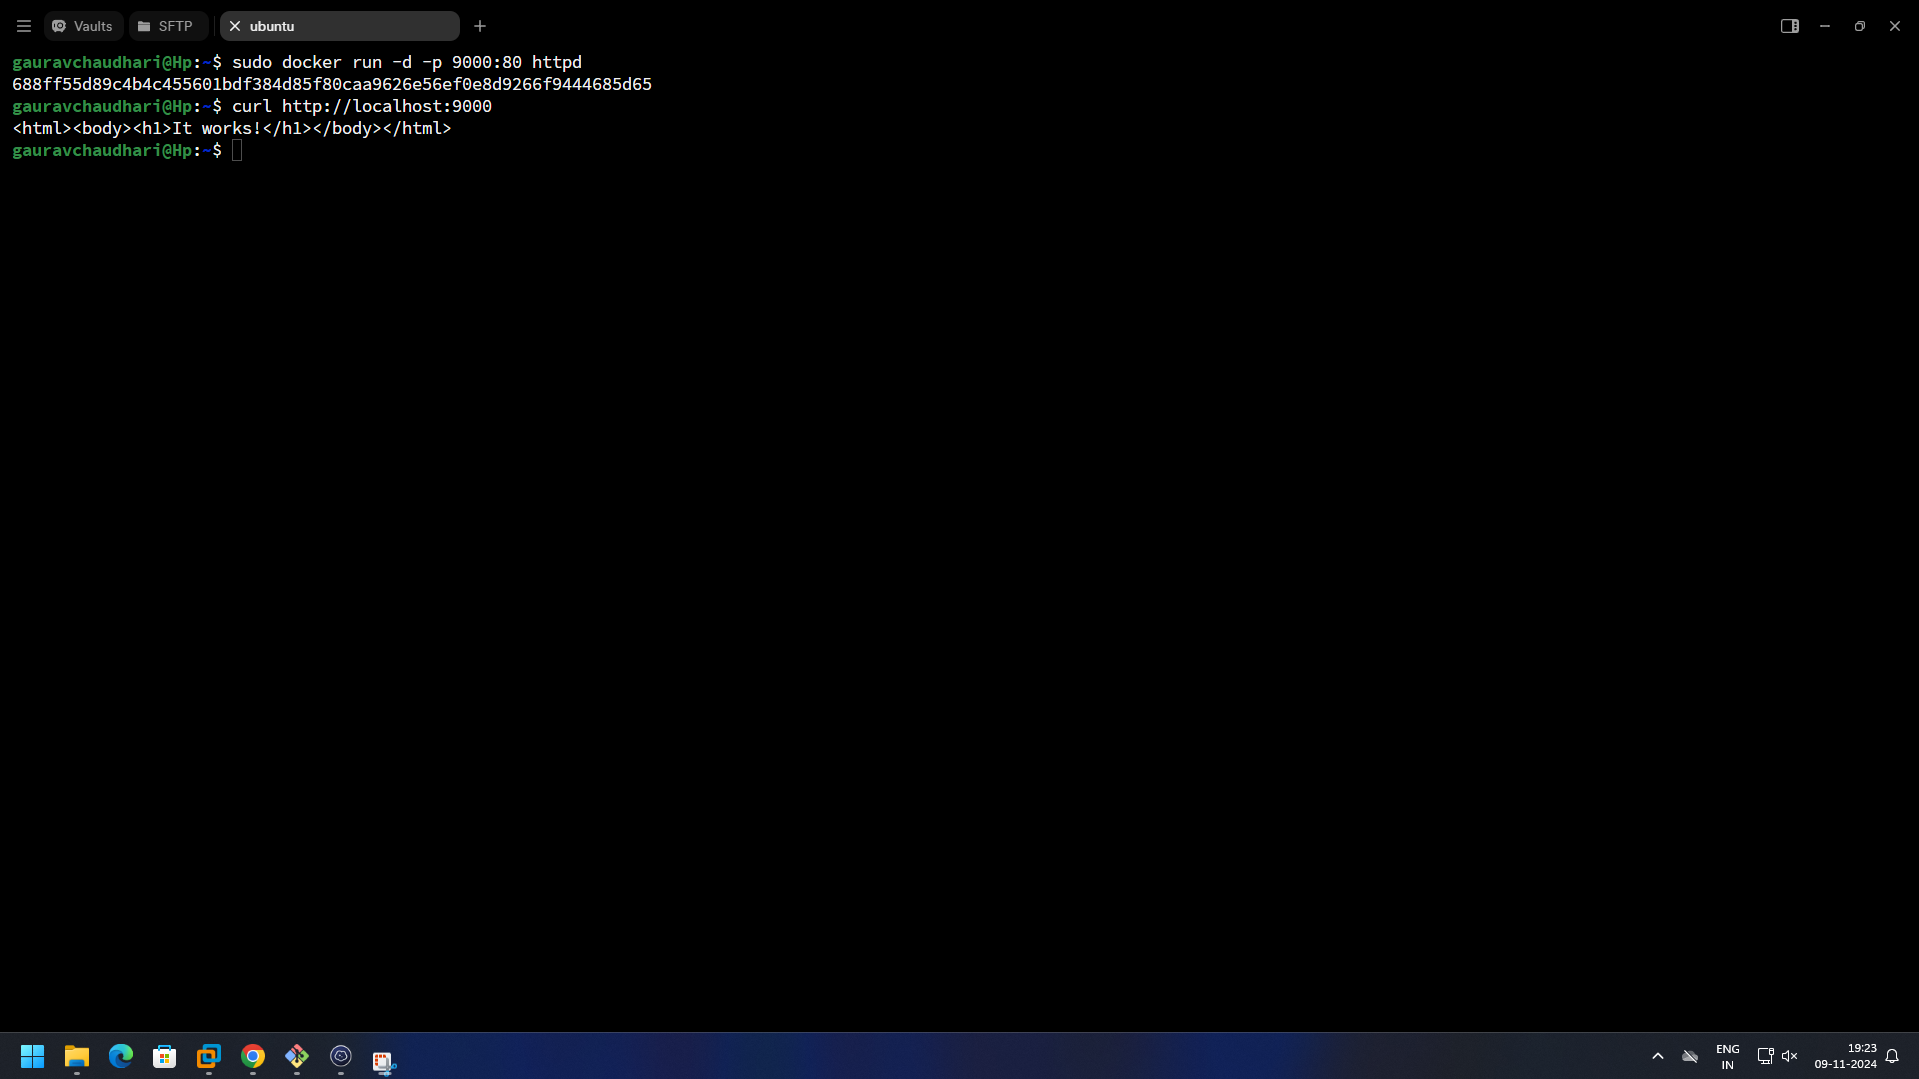 Vaults SFTP ubuntu
gauravchaudhari@Hp:~$ sudo docker run -d -p 9000:80 httpd
688ff55d89c4b4c455601bdf384d85f80caa9626e56ef0e8d9266f9444685d65
gauravchaudhari@Hp:~$ curl http://localhost:9000
<html><body><h1>It works!</h1></body></html>
gauravchaudhari@Hp:~$
ENG
IN
19:23
09-11-2024